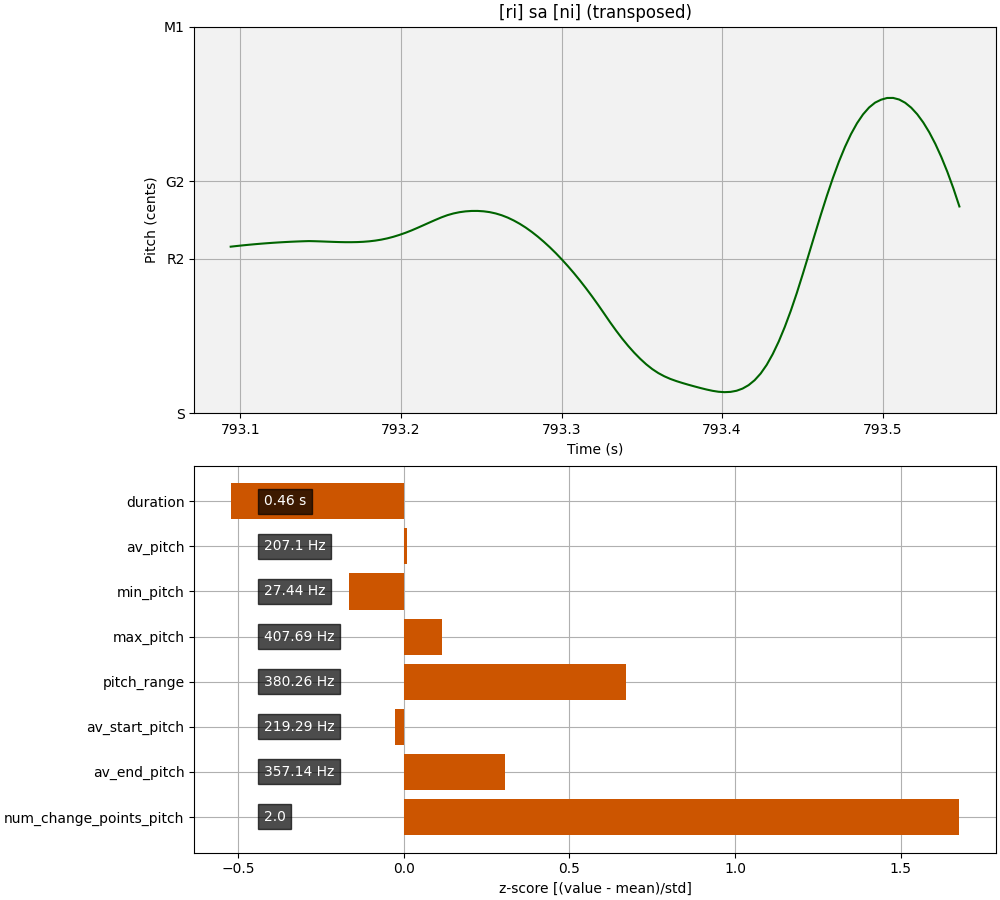 [ri] sa [ni] (transposed)
M1
G2
R2
S
Pitch (cents)
793.1 793.2 793.3 793.4 793.5
Time (s)
duration 0.46 s
av_pitch 207.1 Hz
min_pitch 27.44 Hz
max_pitch 407.69 Hz
pitch_range 380.26 Hz
av_start_pitch 219.29 Hz
av_end_pitch 357.14 Hz
num_change_points_pitch 2.0
−0.5 0.0 0.5 1.0 1.5
z-score [(value - mean)/std]